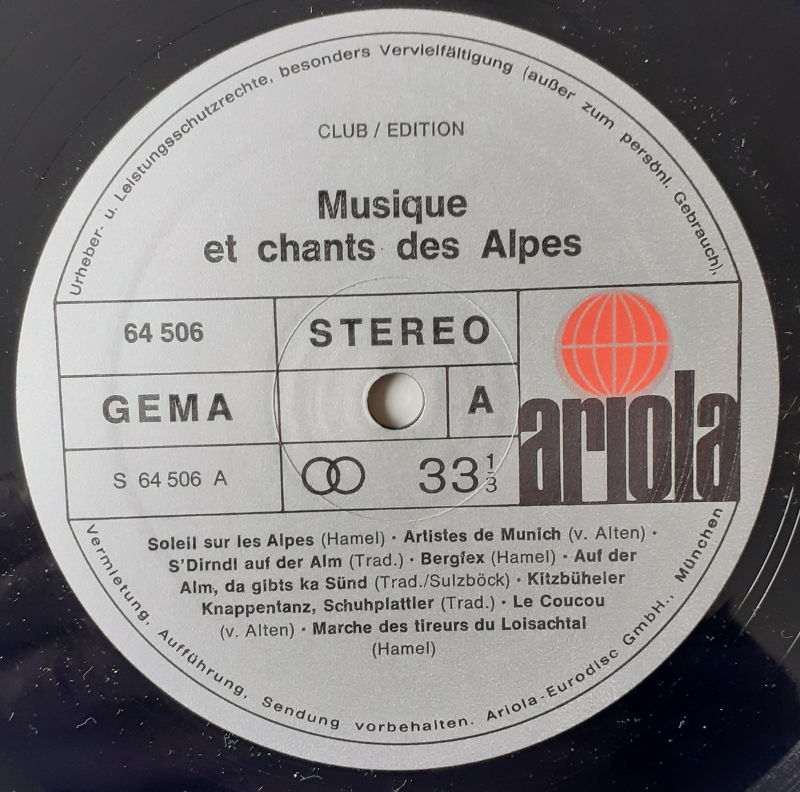 Urheber- u. Leistungsschutzrechte, besonders Vervielfältigung (außer zum persönl. Gebrauch),
CLUB / EDITION
Musique
et chants des Alpes
64 506
STEREO
GEMA
A
ariola
S 64 506 A
33 1/3
Soleil sur les Alpes (Hamel) · Artistes de Munich (v. Alten) ·
S'Dirndl auf der Alm (Trad.) · Bergfex (Hamel) · Auf der
Alm, da gibts ka Sünd (Trad./Sulzböck) · Kitzbüheler
Knappentanz, Schuhplattler (Trad.) · Le Coucou
(v. Alten) · Marche des tireurs du Loisachtal
(Hamel)
Vermietung, Aufführung, Sendung vorbehalten. Ariola-Eurodisc GmbH., München